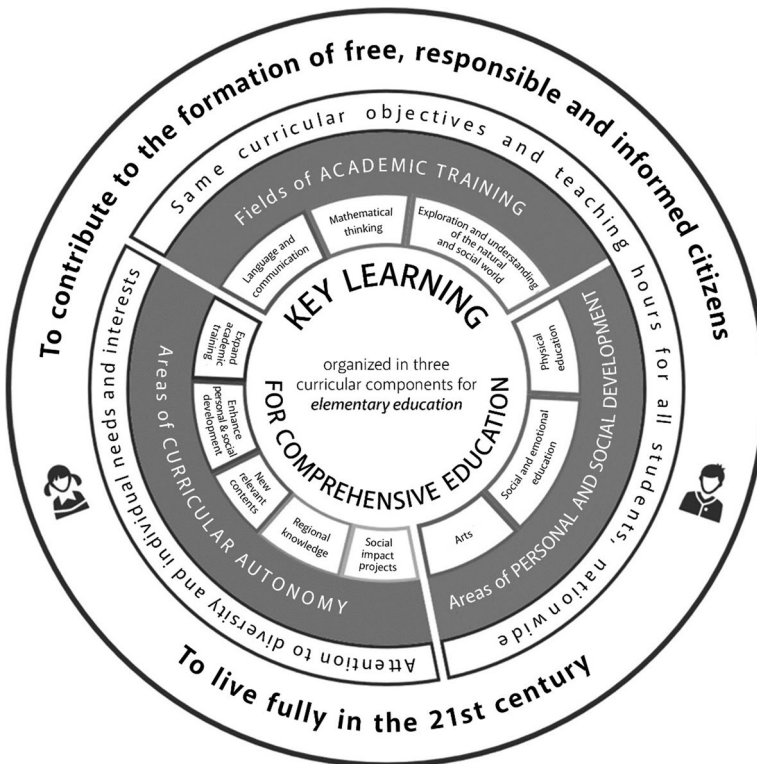 To contribute to the formation of free, responsible and informed citizens
Same curricular objectives and teaching hours for all students, nationwide
Fields of ACADEMIC TRAINING
Language and
communication
Mathematical
thinking
Exploration and understanding
of the natural
and social world
Areas of PERSONAL AND SOCIAL DEVELOPMENT
Physical
education
Social and emotional
education
Arts
Attention to diversity and individual needs and interests
Areas of CURRICULAR AUTONOMY
Expand
academic
training
Enhance
personal & social
development
New
relevant
contents
Regional
knowledge
Social
impact
projects
KEY LEARNING
organized in three
curricular components for
elementary education
FOR COMPREHENSIVE EDUCATION
To live fully in the 21st century